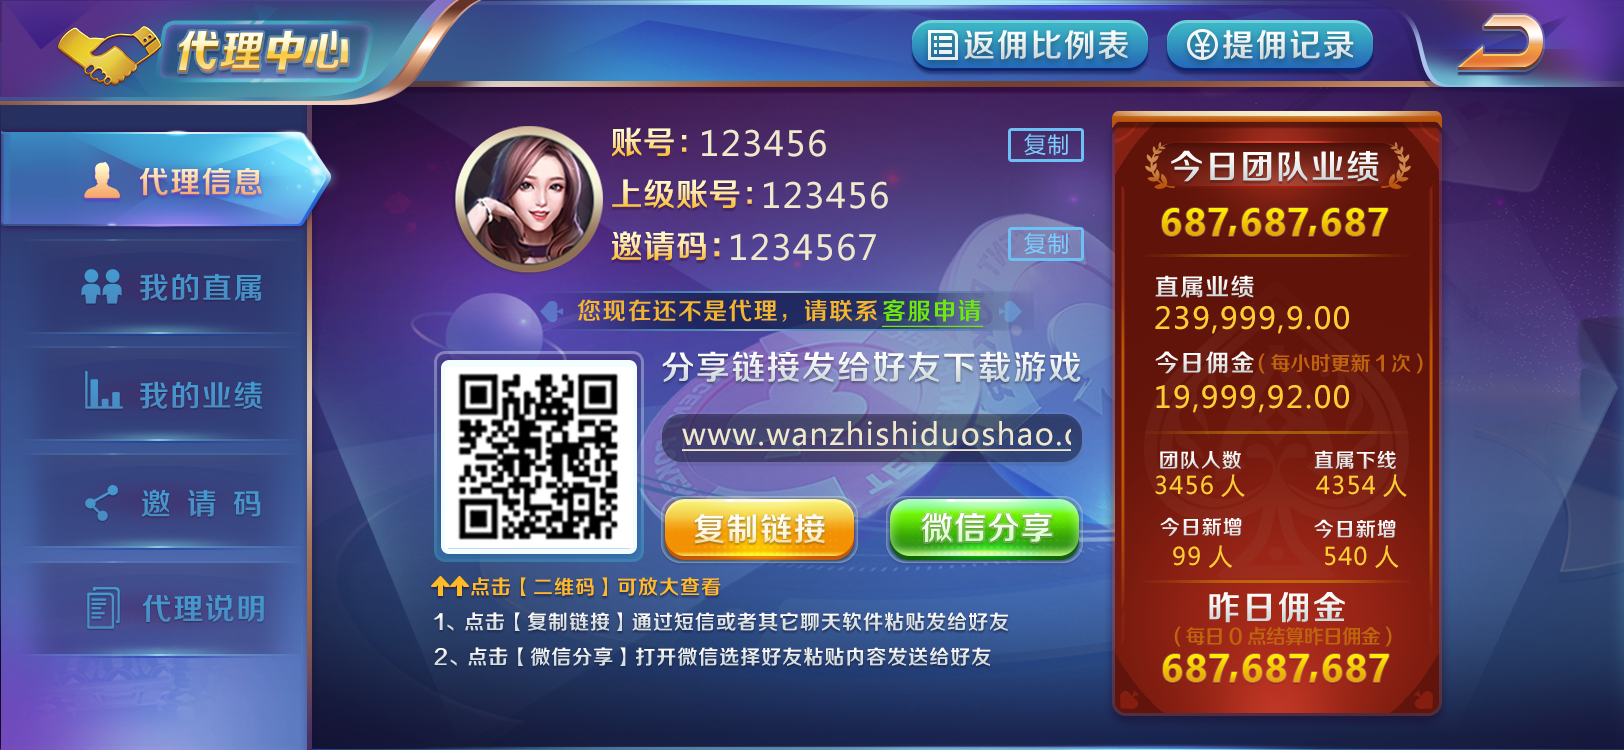 代理中心
返佣比例表
提佣记录
代理信息
我的直属
我的业绩
邀请码
代理说明
账号：123456
复制
上级账号：123456
邀请码：1234567
复制
您现在还不是代理，请联系客服申请
分享链接发给好友下载游戏
www.wanzhishiduoshao.c
复制链接
微信分享
点击【二维码】可放大查看
1、点击【复制链接】通过短信或者其它聊天软件粘贴发给好友
2、点击【微信分享】打开微信选择好友粘贴内容发送给好友
今日团队业绩
687,687,687
直属业绩
239,999,9.00
今日佣金(每小时更新1次)
19,999,92.00
团队人数 直属下线
3456 人 4354 人
今日新增 今日新增
99 人 540 人
昨日佣金
(每日0点结算昨日佣金)
687,687,687